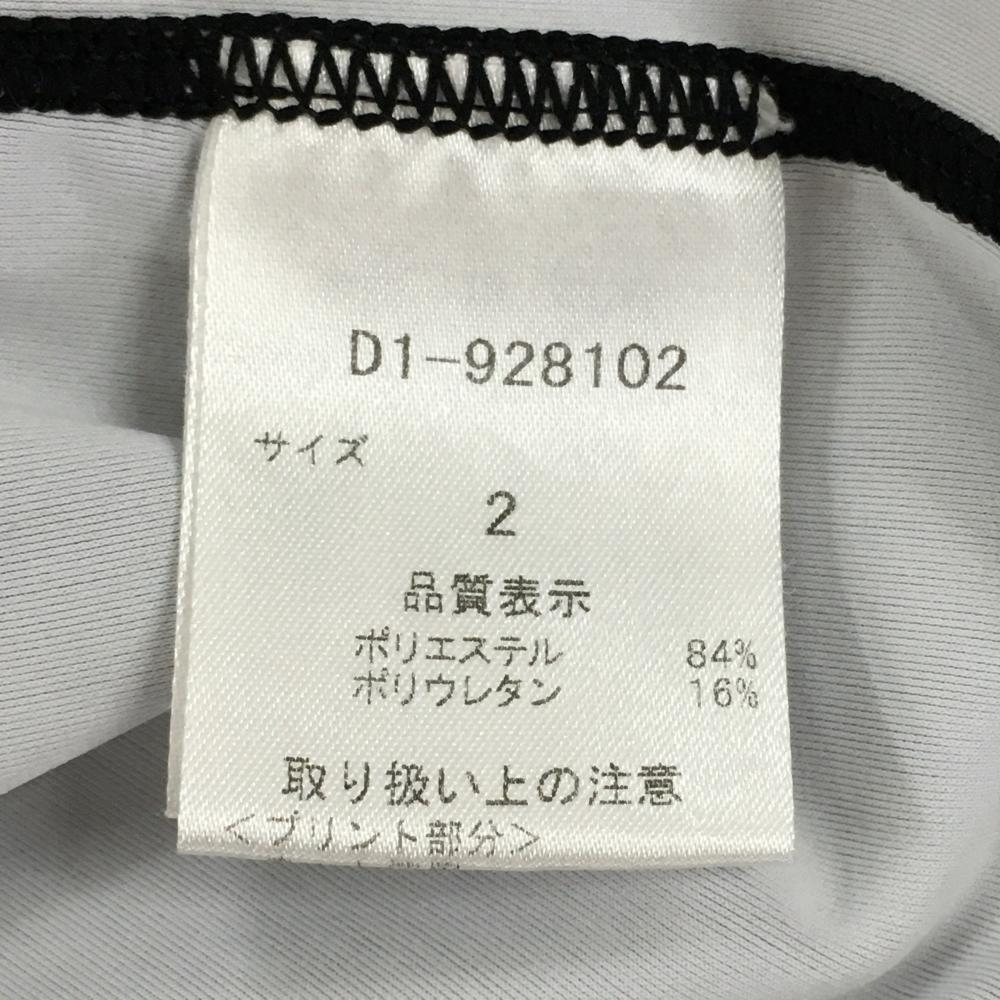 D1-928102
サイズ
2
品質表示
ポリエステル 84%
ポリウレタン 16%
取り扱い上の注意
＜プリント部分＞